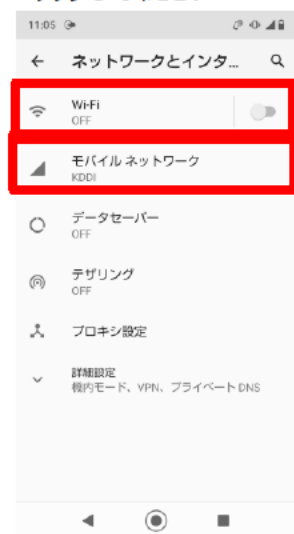 11:05
ネットワークとインタ...
Wi-Fi
OFF
モバイル ネットワーク
KDDI
データセーバー
OFF
テザリング
OFF
プロキシ設定
詳細設定
機内モード、VPN、プライベート DNS